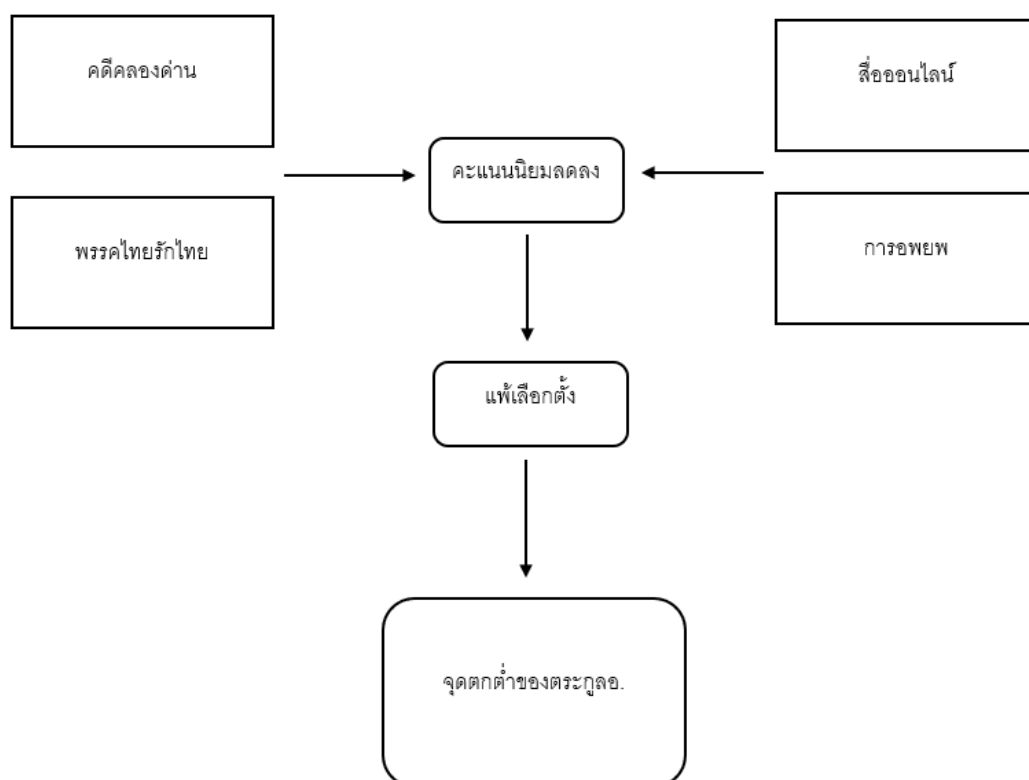 คดีคลองด่าน
สื่อออนไลน์
คะแนนนิยมลดลง
พรรคไทยรักไทย
การอพยพ
แพ้เลือกตั้ง
จุดตกต่ำของตระกูลอ.